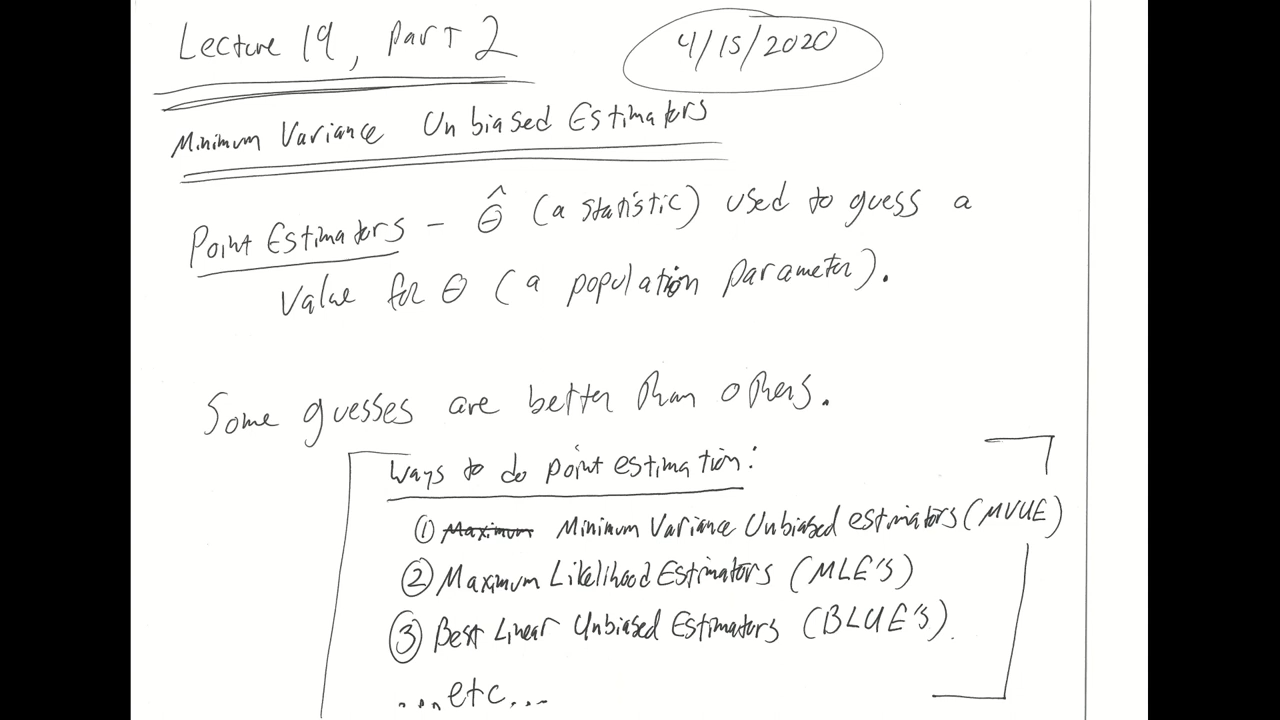 Lecture 19, Part 2
4/15/2020
Minimum Variance Unbiased Estimators
Point Estimators – θ̂ (a statistic) used to guess a
value for θ (a population parameter).
Some guesses are better than others.
Ways to do point estimation:
① Maximum Minimum Variance Unbiased estimators (MVUE)
② Maximum Likelihood Estimators (MLE's)
③ Best Linear Unbiased Estimators (BLUE's).
....etc...